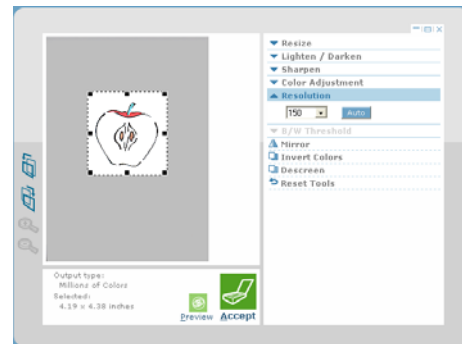 Resize
Lighten / Darken
Sharpen
Color Adjustment
Resolution
150 Auto
B/W Threshold
Mirror
Invert Colors
Descreen
Reset Tools
Output type:
Millions of Colors
Selected:
4.19 x 4.38 inches
Preview Accept